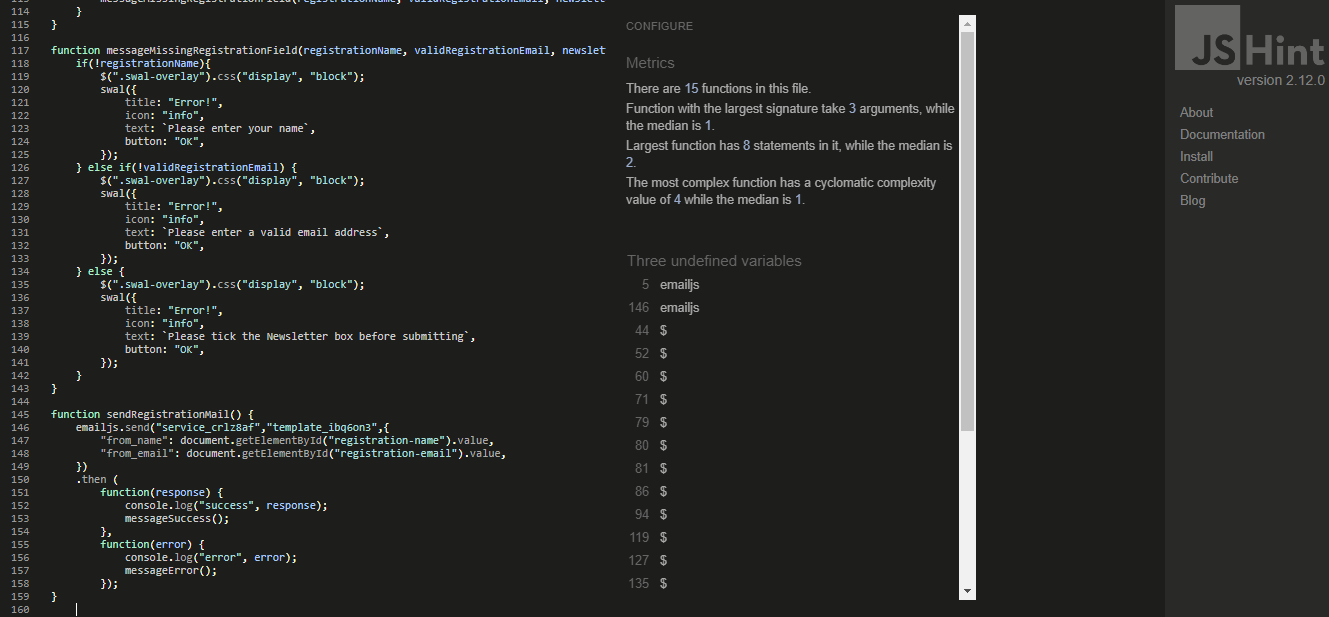 113 messageMissingRegistrationField(registrationName, validRegistrationEmail, newslett
114 }
115 }
116
117 function messageMissingRegistrationField(registrationName, validRegistrationEmail, newslet
118 if(!registrationName){
119 $(".swal-overlay").css("display", "block");
120 swal({
121 title: "Error!",
122 icon: "info",
123 text: `Please enter your name`,
124 button: "OK",
125 });
126 } else if(!validRegistrationEmail) {
127 $(".swal-overlay").css("display", "block");
128 swal({
129 title: "Error!",
130 icon: "info",
131 text: `Please enter a valid email address`,
132 button: "OK",
133 });
134 } else {
135 $(".swal-overlay").css("display", "block");
136 swal({
137 title: "Error!",
138 icon: "info",
139 text: `Please tick the Newsletter box before submitting`,
140 button: "OK",
141 });
142 }
143 }
144
145 function sendRegistrationMail() {
146 emailjs.send("service_crlz8af","template_ibq6on3",{
147 "from_name": document.getElementById("registration-name").value,
148 "from_email": document.getElementById("registration-email").value,
149 })
150 .then (
151 function(response) {
152 console.log("success", response);
153 messageSuccess();
154 },
155 function(error) {
156 console.log("error", error);
157 messageError();
158 });
159 }
160
CONFIGURE
Metrics
There are 15 functions in this file.
Function with the largest signature take 3 arguments, while
the median is 1.
Largest function has 8 statements in it, while the median is
2.
The most complex function has a cyclomatic complexity
value of 4 while the median is 1.
Three undefined variables
5 emailjs
146 emailjs
44 $
52 $
60 $
71 $
79 $
80 $
81 $
86 $
94 $
119 $
127 $
135 $
JSHint
version 2.12.0
About
Documentation
Install
Contribute
Blog